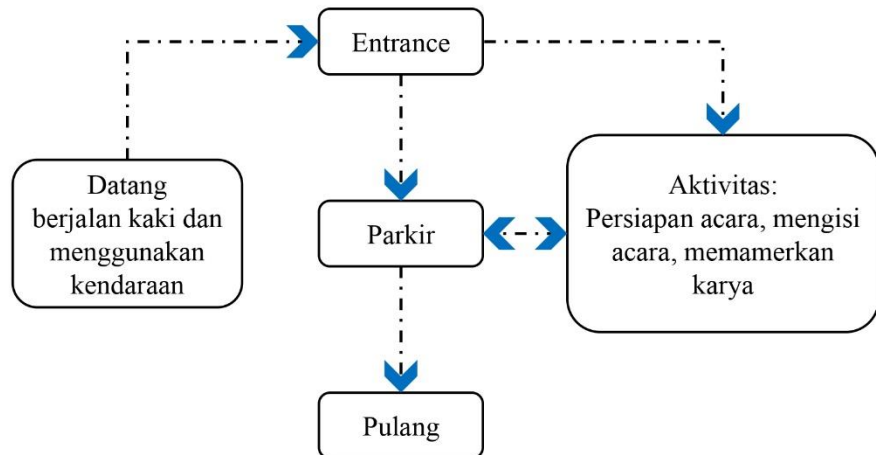 Entrance
Datang
berjalan kaki dan
menggunakan
kendaraan
Parkir
Aktivitas:
Persiapan acara, mengisi
acara, memamerkan
karya
Pulang